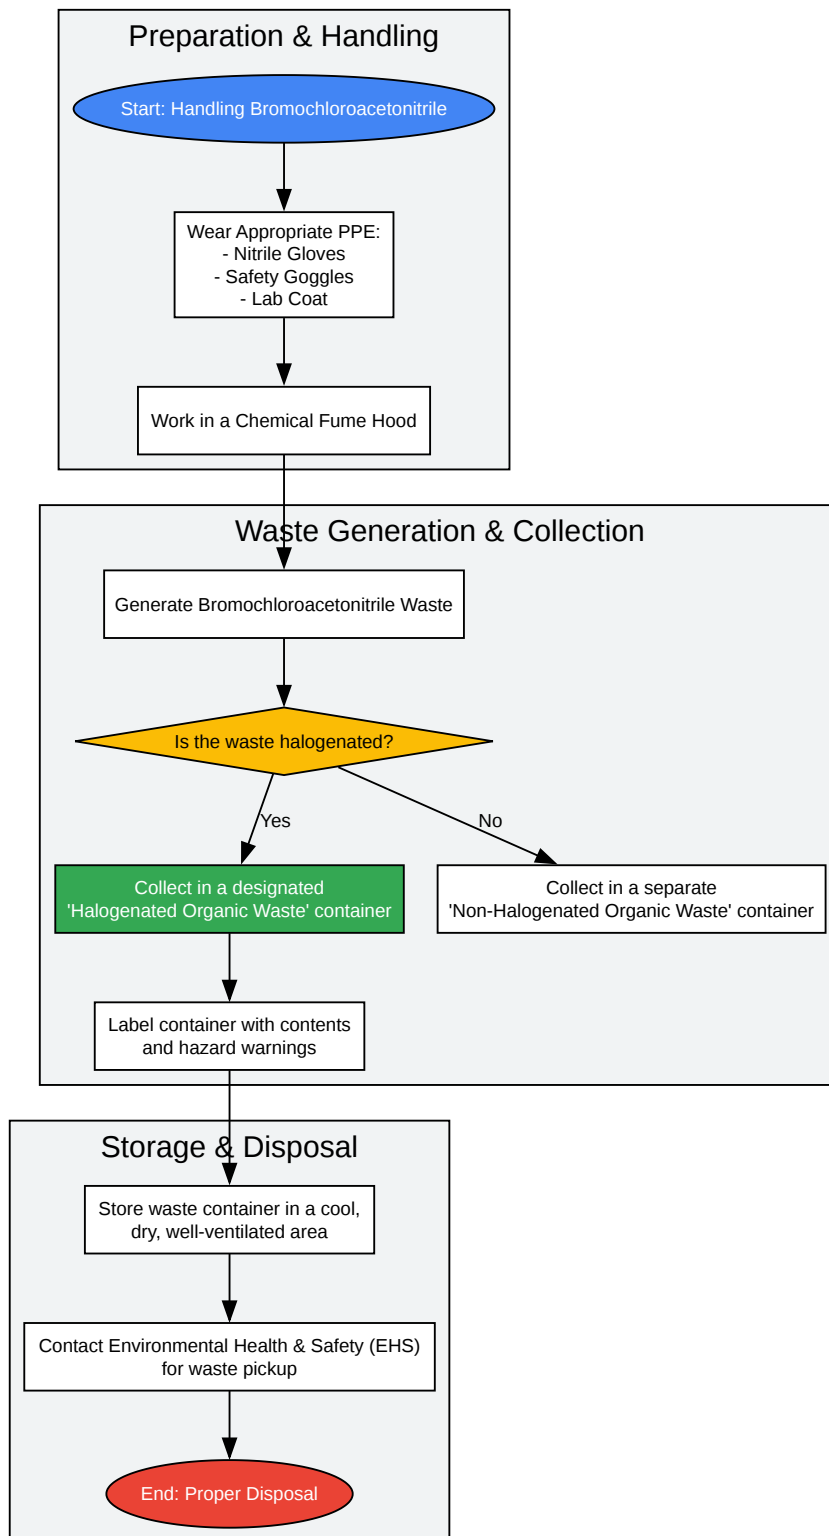 Preparation & Handling
Start: Handling Bromochloroacetonitrile
Wear Appropriate PPE:
- Nitrile Gloves
- Safety Goggles
- Lab Coat
Work in a Chemical Fume Hood
Waste Generation & Collection
Generate Bromochloroacetonitrile Waste
Is the waste halogenated?
Yes
No
Collect in a designated
'Halogenated Organic Waste' container
Collect in a separate
'Non-Halogenated Organic Waste' container
Label container with contents
and hazard warnings
Storage & Disposal
Store waste container in a cool,
dry, well-ventilated area
Contact Environmental Health & Safety (EHS)
for waste pickup
End: Proper Disposal